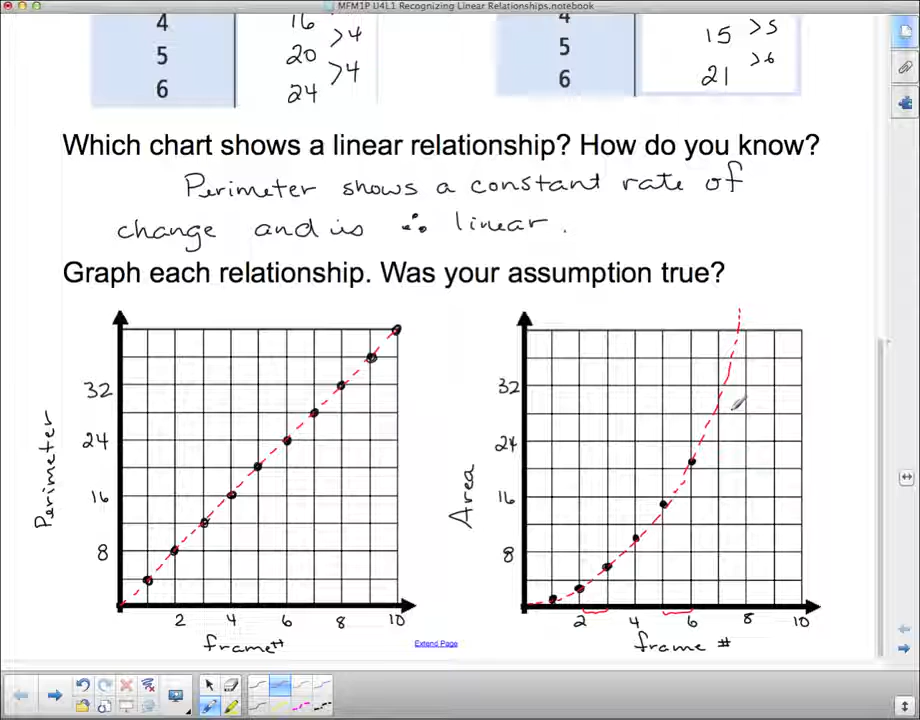 MFM1P U4L1 Recognizing Linear Relationships.notebook
4 16 >4
5 20 >4
6 24
4
5 15 >5
6 21 >6
Which chart shows a linear relationship? How do you know?
Perimeter shows a constant rate of
change and is ∴ linear.
Graph each relationship. Was your assumption true?
Perimeter
32
24
16
8
2 4 6 8 10
frame#
Area
32
24
16
8
2 4 6 8 10
frame #
Extend Page